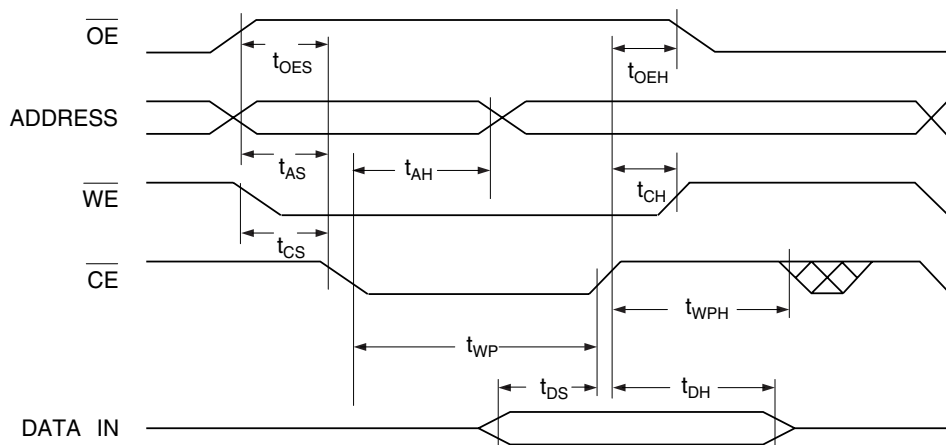 OE
tOES
tOEH
ADDRESS
tAS
tAH
tCH
WE
tCS
CE
tWPH
tWP
tDS
tDH
DATA IN